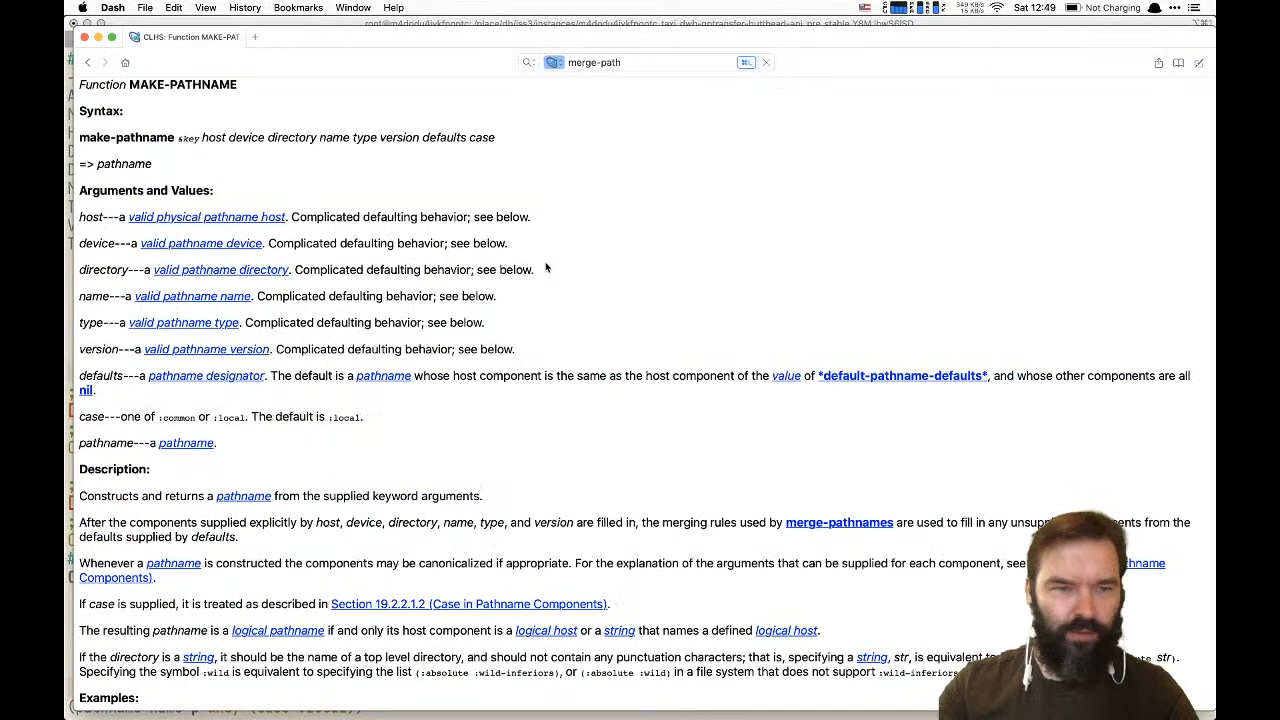 Dash File Edit View History Bookmarks Window Help
349 KB/s
15 KB/s
Not Charging
Sat 12:49
CLHS: Function MAKE-PAT
merge-path
⌘L
Function MAKE-PATHNAME
Syntax:
make-pathname &key host device directory name type version defaults case
=> pathname
Arguments and Values:
host---a valid physical pathname host. Complicated defaulting behavior; see below.
device---a valid pathname device. Complicated defaulting behavior; see below.
directory---a valid pathname directory. Complicated defaulting behavior; see below.
name---a valid pathname name. Complicated defaulting behavior; see below.
type---a valid pathname type. Complicated defaulting behavior; see below.
version---a valid pathname version. Complicated defaulting behavior; see below.
defaults---a pathname designator. The default is a pathname whose host component is the same as the host component of the value of *default-pathname-defaults*, and whose other components are all
nil.
case---one of :common or :local. The default is :local.
pathname---a pathname.
Description:
Constructs and returns a pathname from the supplied keyword arguments.
After the components supplied explicitly by host, device, directory, name, type, and version are filled in, the merging rules used by merge-pathnames are used to fill in any unsupp ents from the
defaults supplied by defaults.
Whenever a pathname is constructed the components may be canonicalized if appropriate. For the explanation of the arguments that can be supplied for each component, see thname
Components).
If case is supplied, it is treated as described in Section 19.2.2.1.2 (Case in Pathname Components).
The resulting pathname is a logical pathname if and only its host component is a logical host or a string that names a defined logical host.
If the directory is a string, it should be the name of a top level directory, and should not contain any punctuation characters; that is, specifying a string, str, is equivalent to str).
Specifying the symbol :wild is equivalent to specifying the list (:absolute :wild-inferiors), or (:absolute :wild) in a file system that does not support :wild-inferiors
Examples: